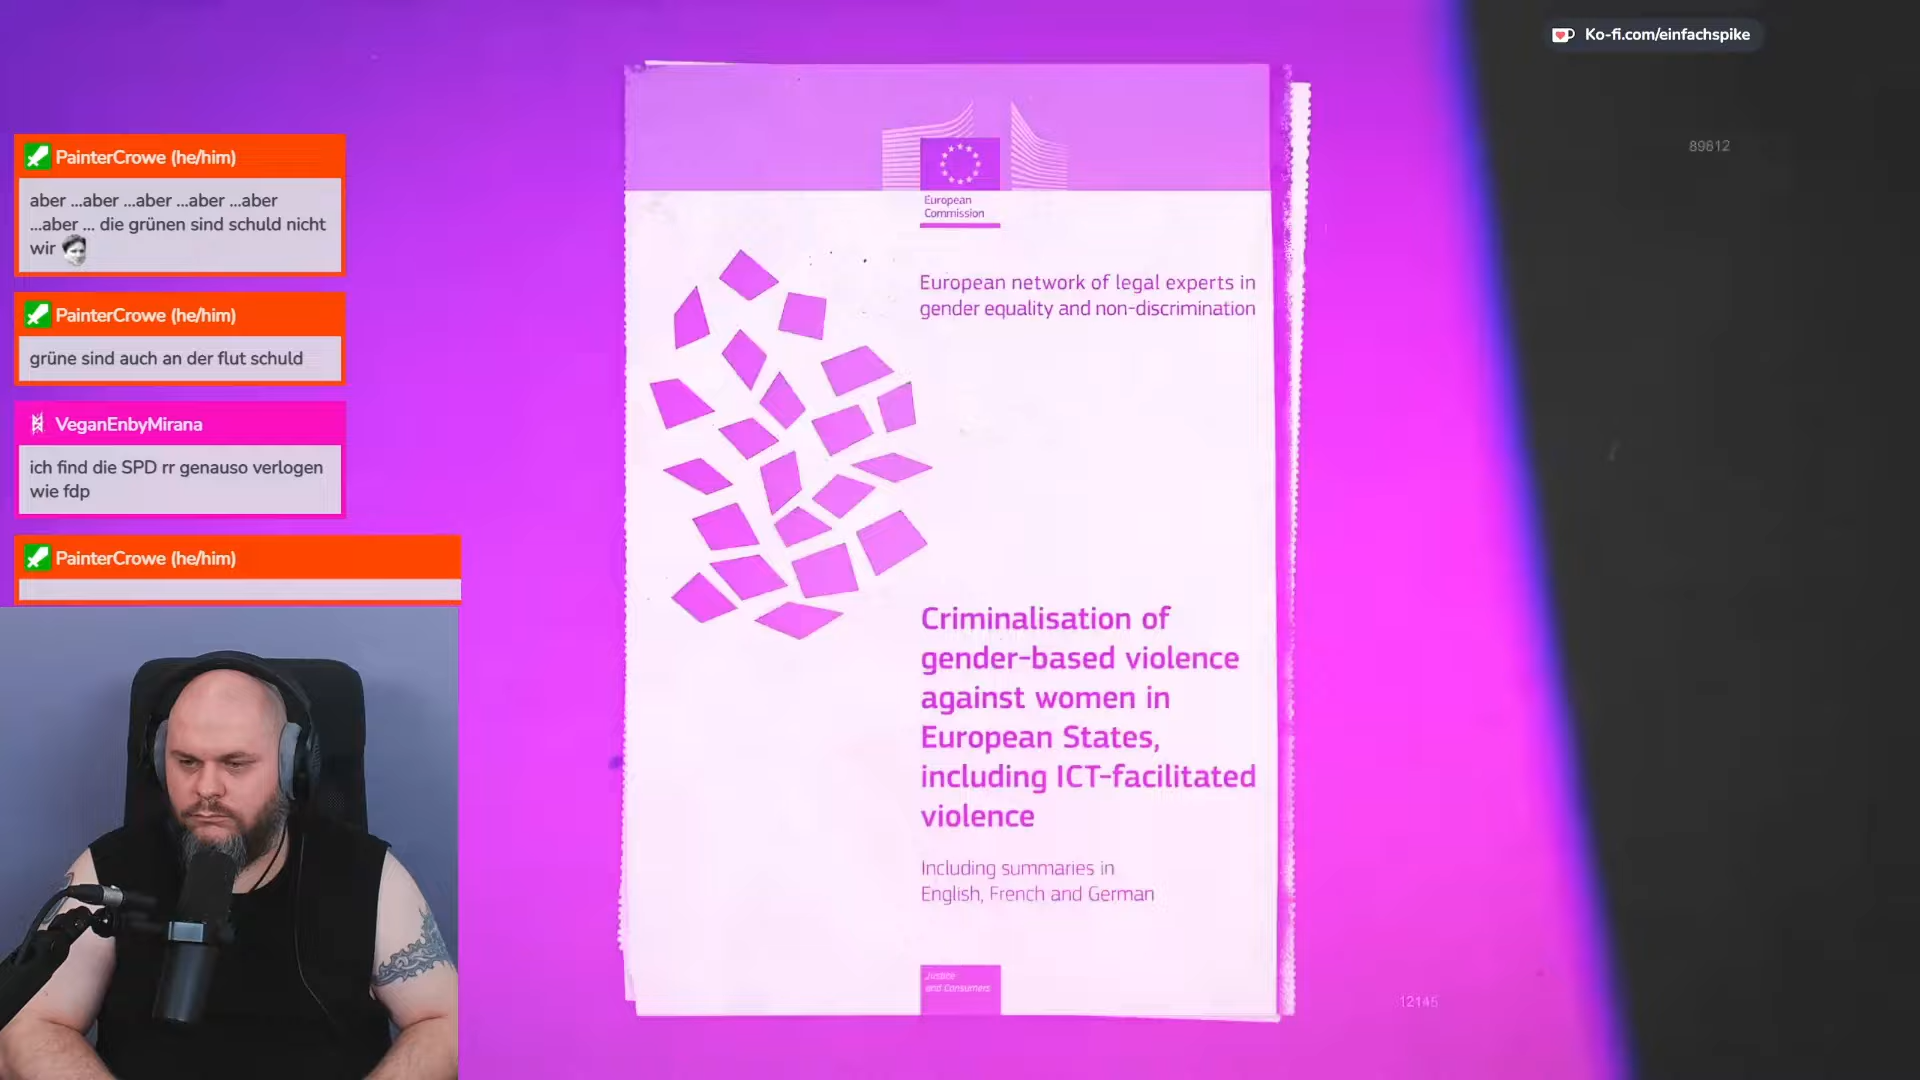 Ko-fi.com/einfachspike
89812
PainterCrowe (he/him)
aber ...aber ...aber ...aber ...aber
...aber ... die grünen sind schuld nicht
wir
PainterCrowe (he/him)
grüne sind auch an der flut schuld
VeganEnbyMirana
ich find die SPD rr genauso verlogen
wie fdp
PainterCrowe (he/him)
European
Commission
European network of legal experts in
gender equality and non-discrimination
Criminalisation of
gender-based violence
against women in
European States,
including ICT-facilitated
violence
Including summaries in
English, French and German
Justice
and Consumers
12145